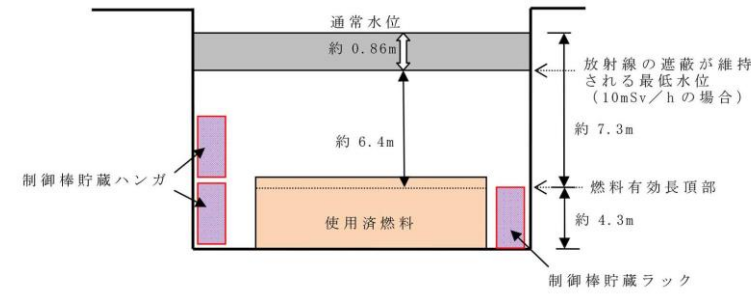 通常水位
約 0.86m
放射線の遮蔽が維持
される最低水位
（10mSv／hの場合）
約 7.3m
約 6.4m
制御棒貯蔵ハンガ
燃料有効長頂部
使用済燃料
約 4.3m
制御棒貯蔵ラック